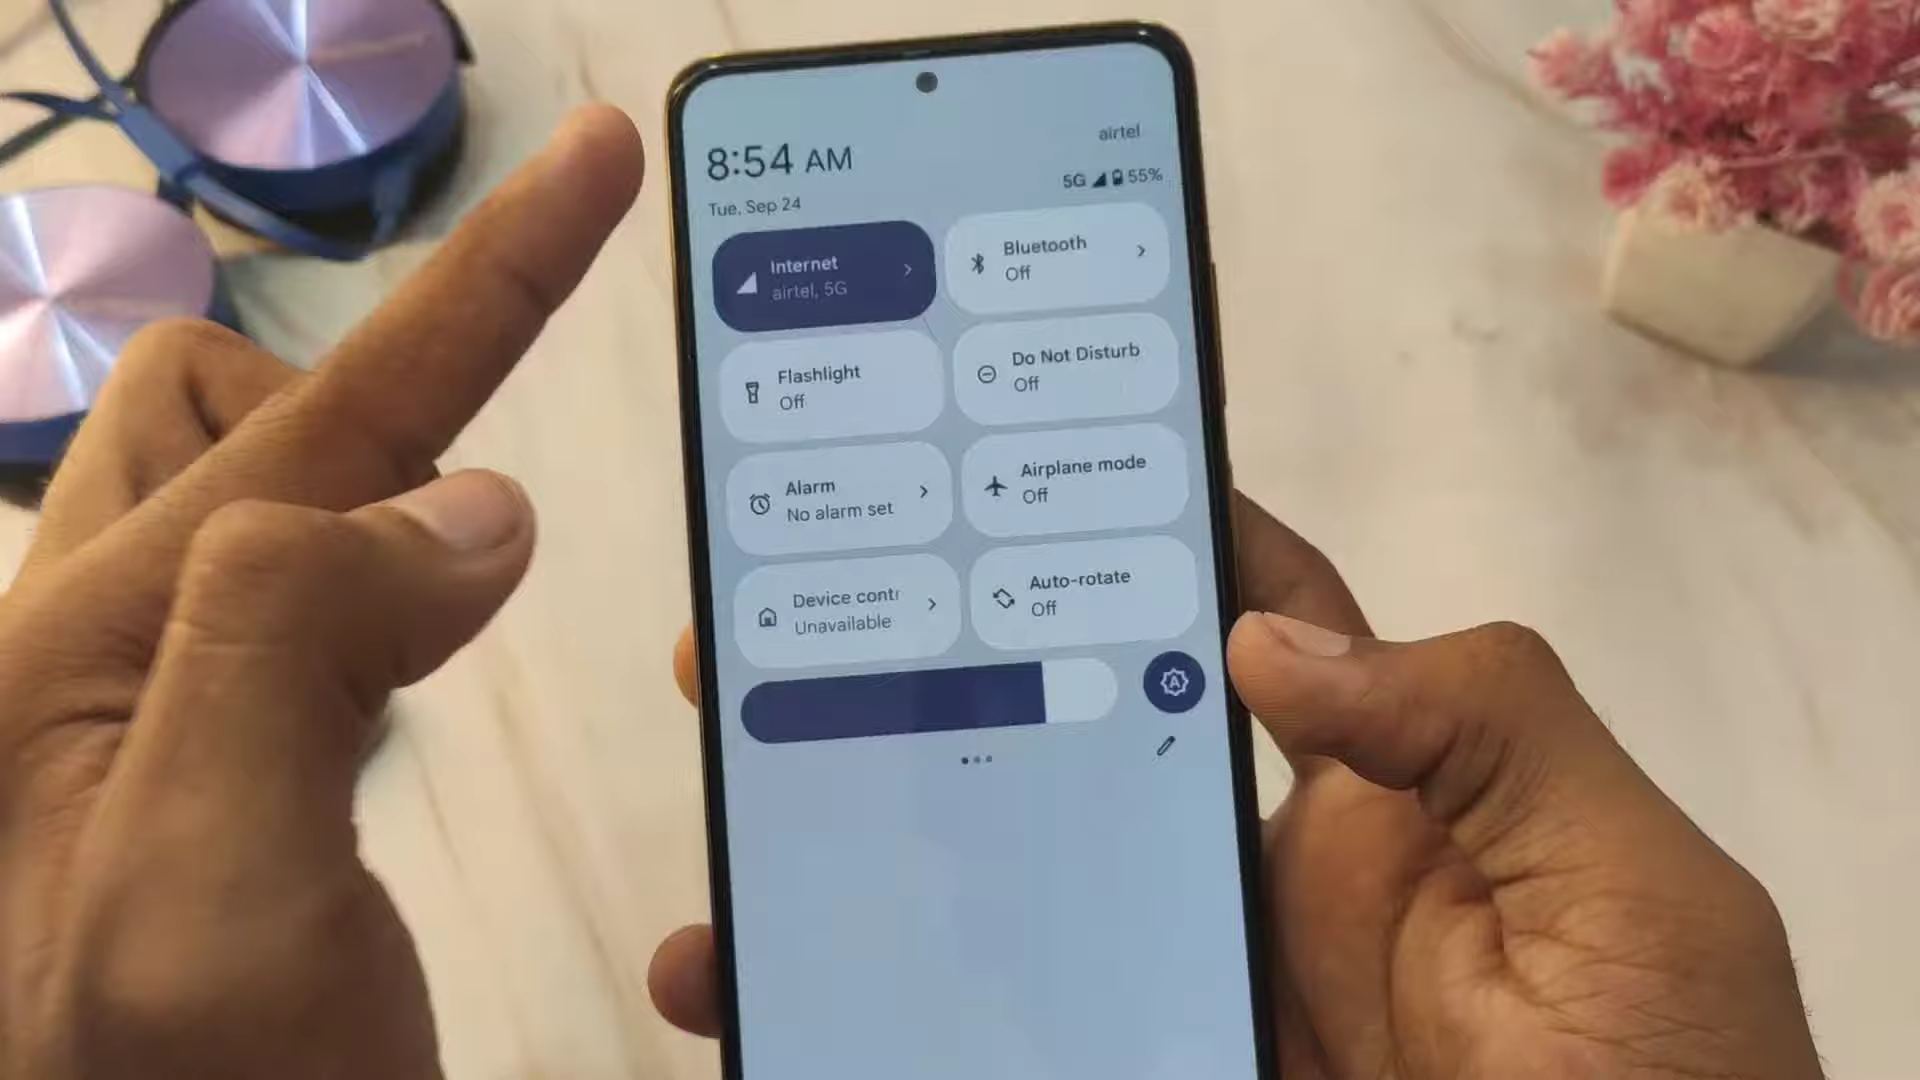 airtel
8:54 AM
5G 55%
Tue, Sep 24
Internet
airtel, 5G
Bluetooth
Off
Flashlight
Off
Do Not Disturb
Off
Alarm
No alarm set
Airplane mode
Off
Device contr
Unavailable
Auto-rotate
Off
A